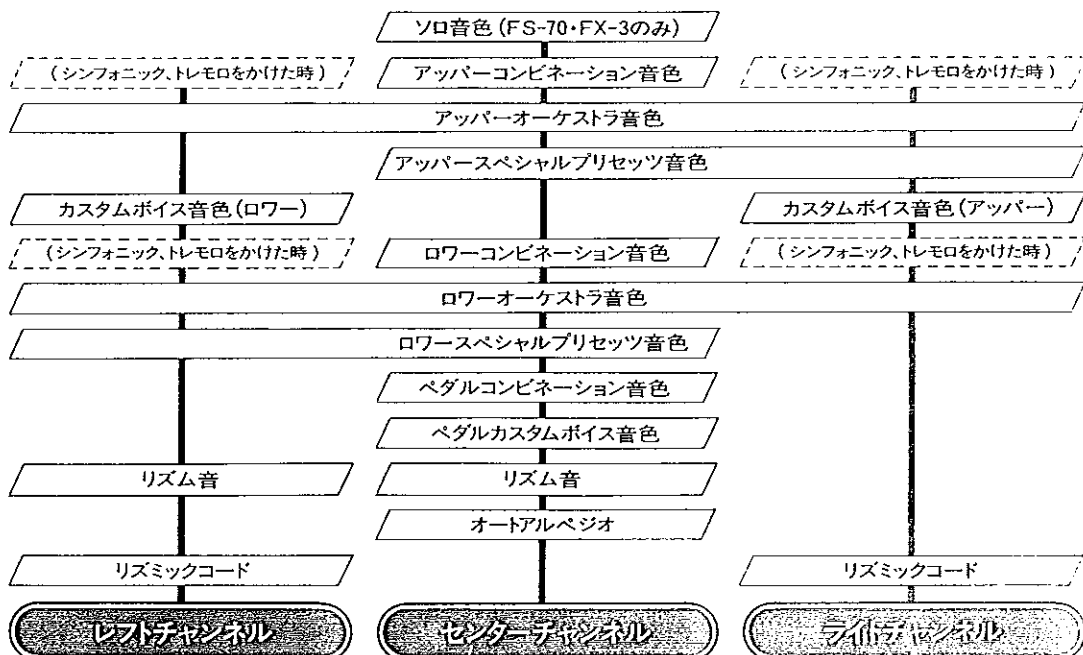 ソロ音色(FS-70・FX-3のみ)
(シンフォニック、トレモロをかけた時)
アッパーコンビネーション音色
(シンフォニック、トレモロをかけた時)
アッパーオーケストラ音色
アッパースペシャルプリセッツ音色
カスタムボイス音色(ロワー)
カスタムボイス音色(アッパー)
(シンフォニック、トレモロをかけた時)
ロワーコンビネーション音色
(シンフォニック、トレモロをかけた時)
ロワーオーケストラ音色
ロワースペシャルプリセッツ音色
ペダルコンビネーション音色
ペダルカスタムボイス音色
リズム音
リズム音
オートアルペジオ
リズミックコード
リズミックコード
レフトチャンネル
センターチャンネル
ライトチャンネル